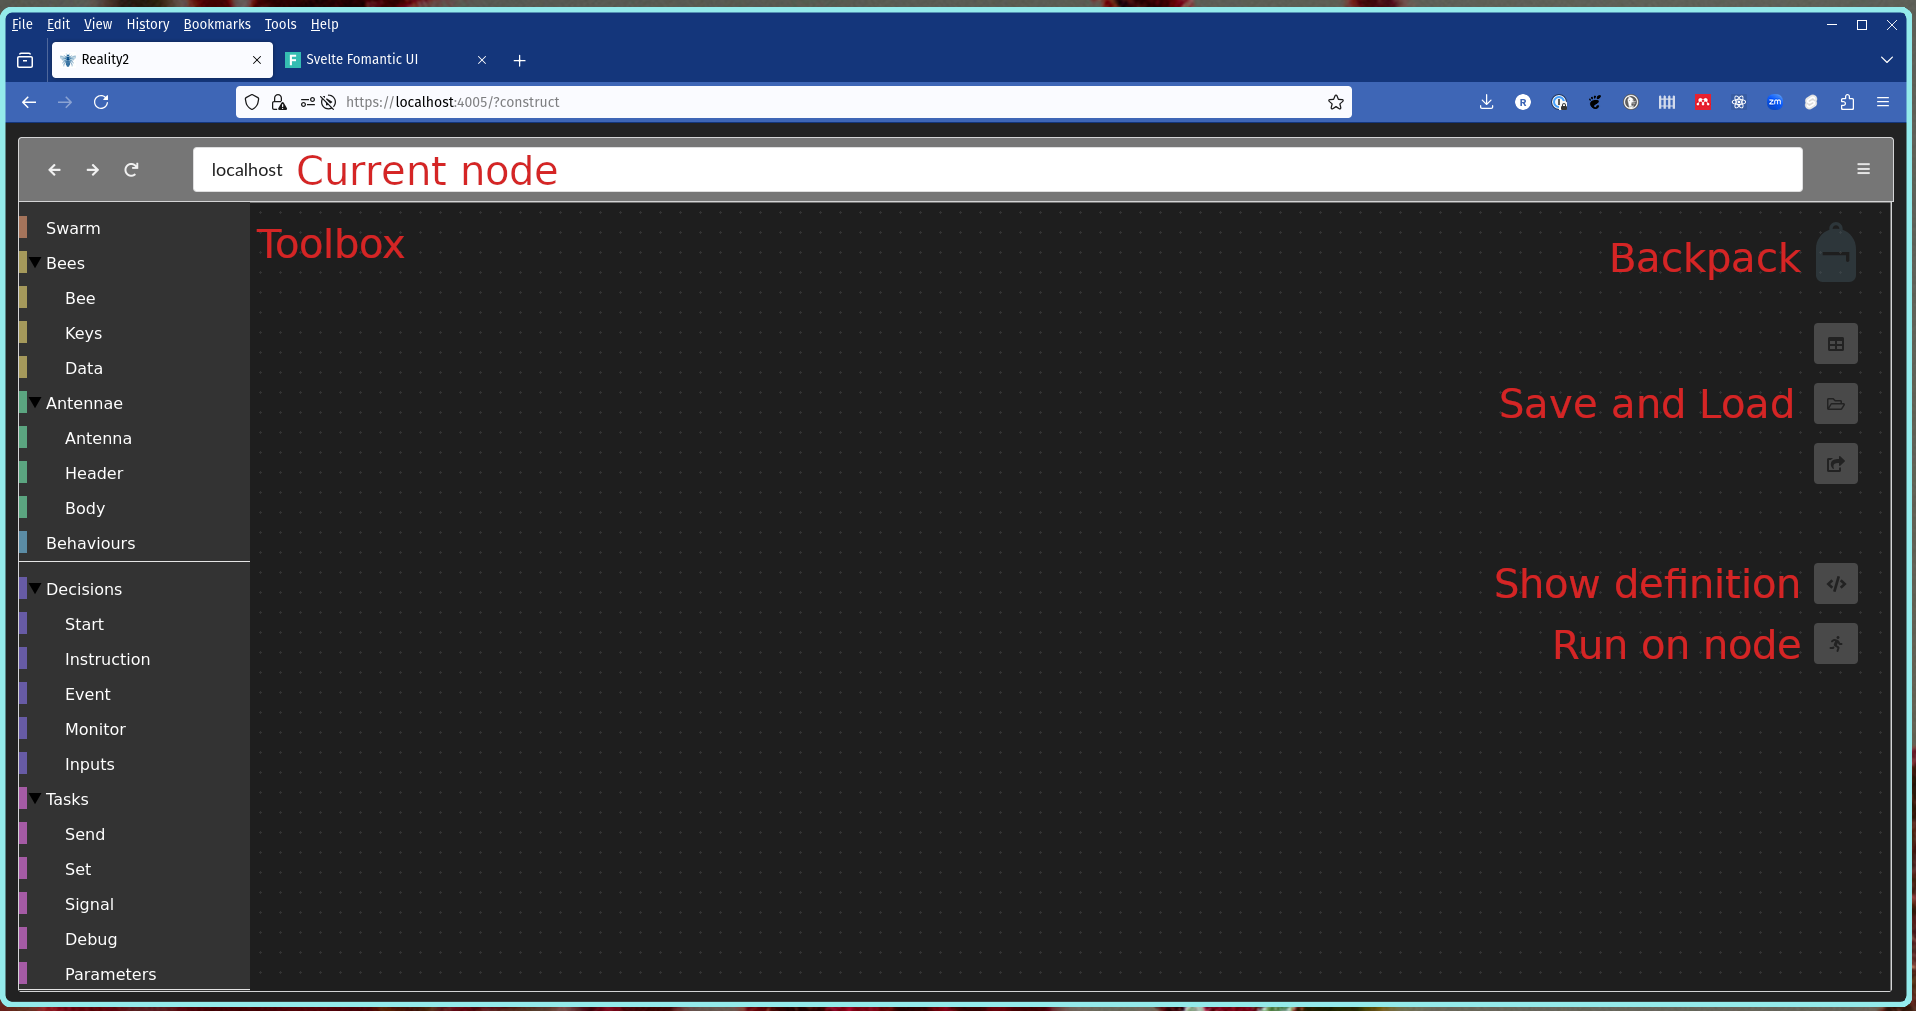 File Edit View History Bookmarks Tools Help
Reality2
F Svelte Fomantic UI
https://localhost:4005/?construct
R
zm
localhost Current node
Toolbox
Swarm
Bees
Bee
Keys
Data
Antennae
Antenna
Header
Body
Behaviours
Decisions
Start
Instruction
Event
Monitor
Inputs
Tasks
Send
Set
Signal
Debug
Parameters
Backpack
Save and Load
Show definition
Run on node